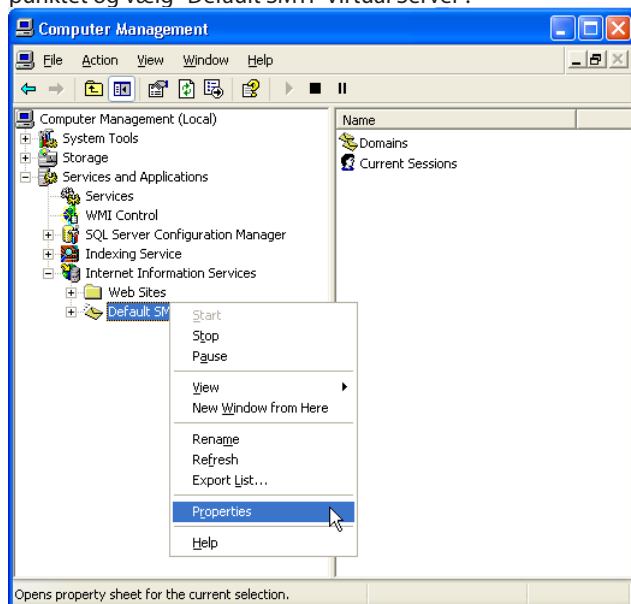 punktet og vælg "Default SMTP Virtual Server".
Computer Management
File Action View Window Help
Computer Management (Local)
System Tools
Storage
Services and Applications
Services
WMI Control
SQL Server Configuration Manager
Indexing Service
Internet Information Services
Web Sites
Default SM
Name
Domains
Current Sessions
Start
Stop
Pause
View
New Window from Here
Rename
Refresh
Export List...
Properties
Help
Opens property sheet for the current selection.